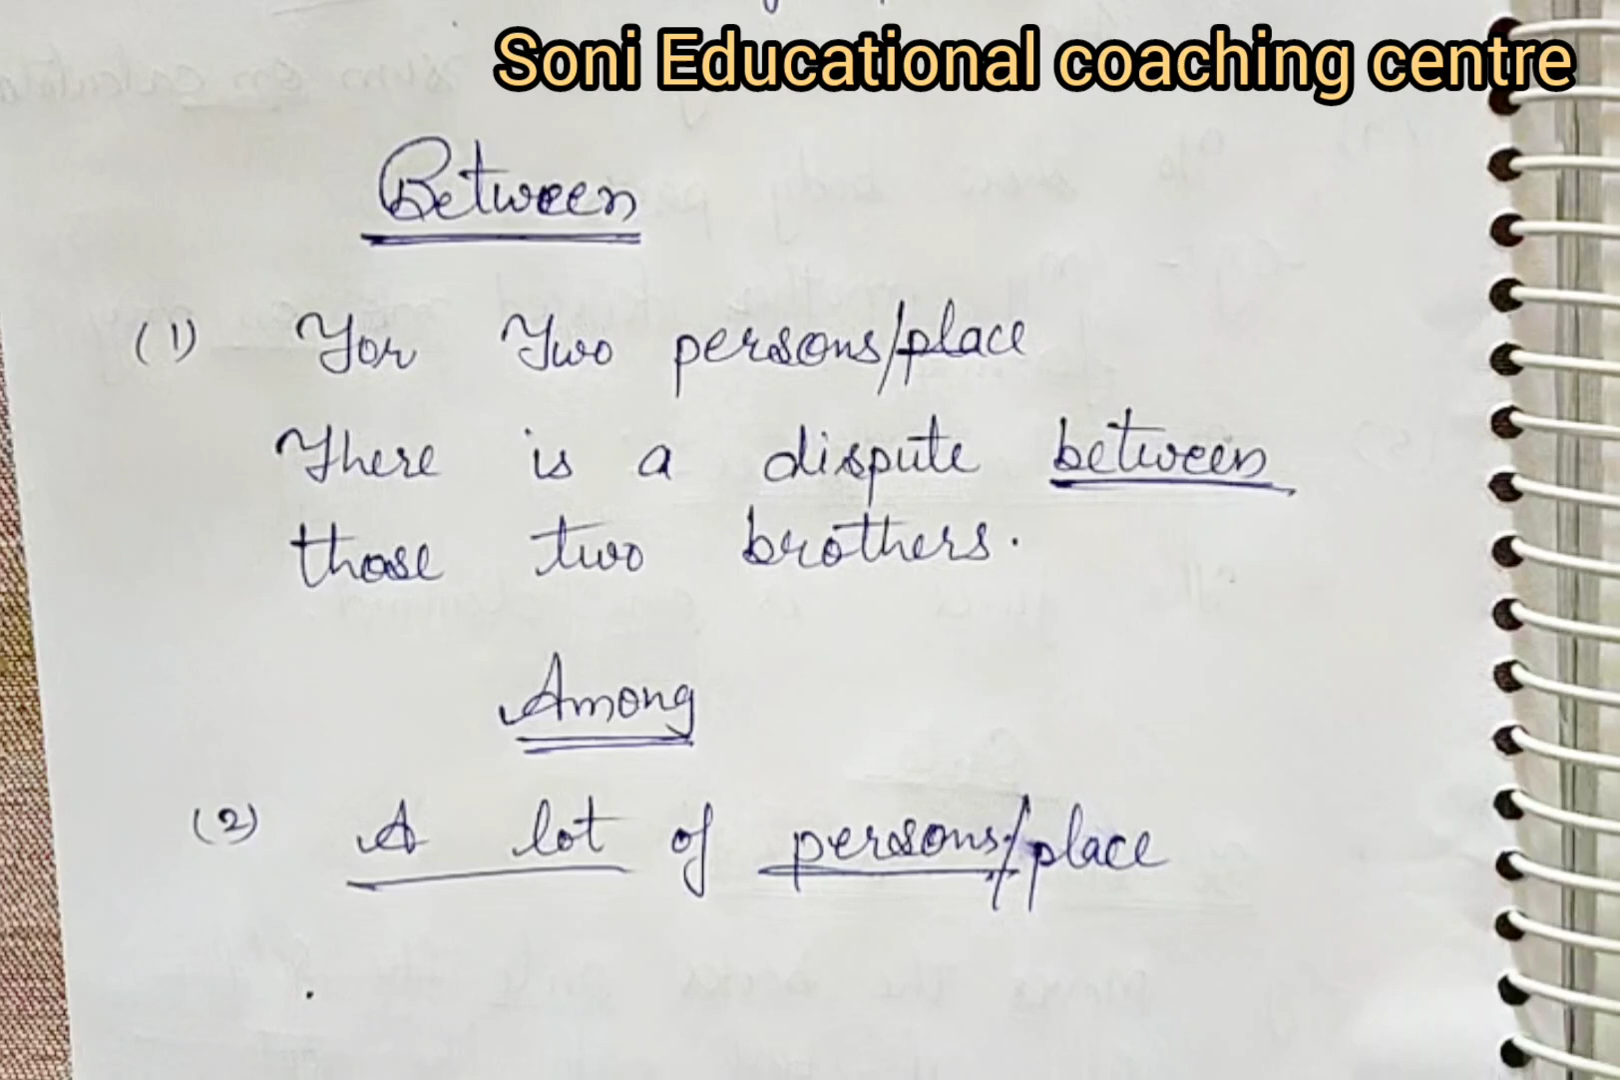 Soni Educational coaching centre
Between
(1) For Two persons/place
There is a dispute between
those two brothers.
Among
(2) A lot of persons/place